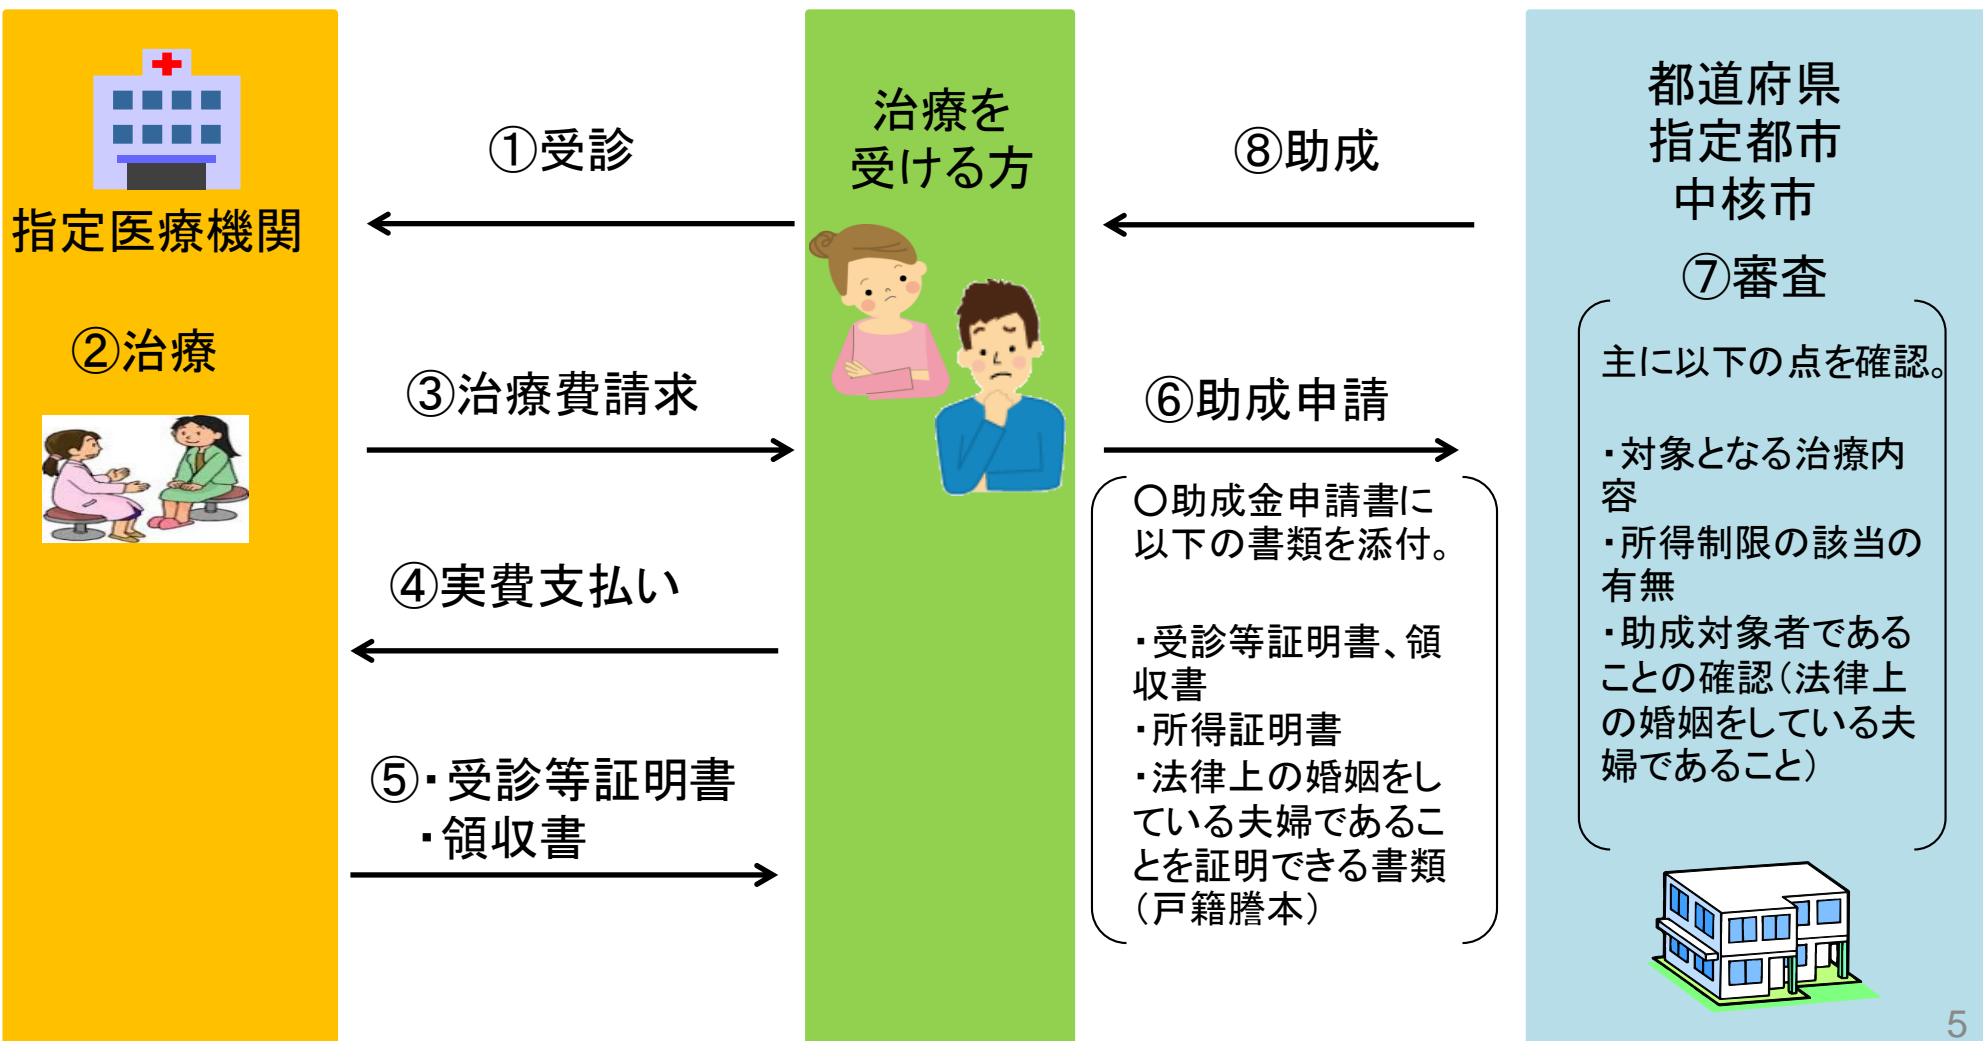 指定医療機関
②治療
①受診
③治療費請求
④実費支払い
⑤・受診等証明書
・領収書
治療を
受ける方
⑧助成
⑥助成申請
〇助成金申請書に
以下の書類を添付。
・受診等証明書、領
収書
・所得証明書
・法律上の婚姻をし
ている夫婦であるこ
とを証明できる書類
（戸籍謄本）
都道府県
指定都市
中核市
⑦審査
主に以下の点を確認。
・対象となる治療内
容
・所得制限の該当の
有無
・助成対象者である
ことの確認（法律上
の婚姻をしている夫
婦であること）
5